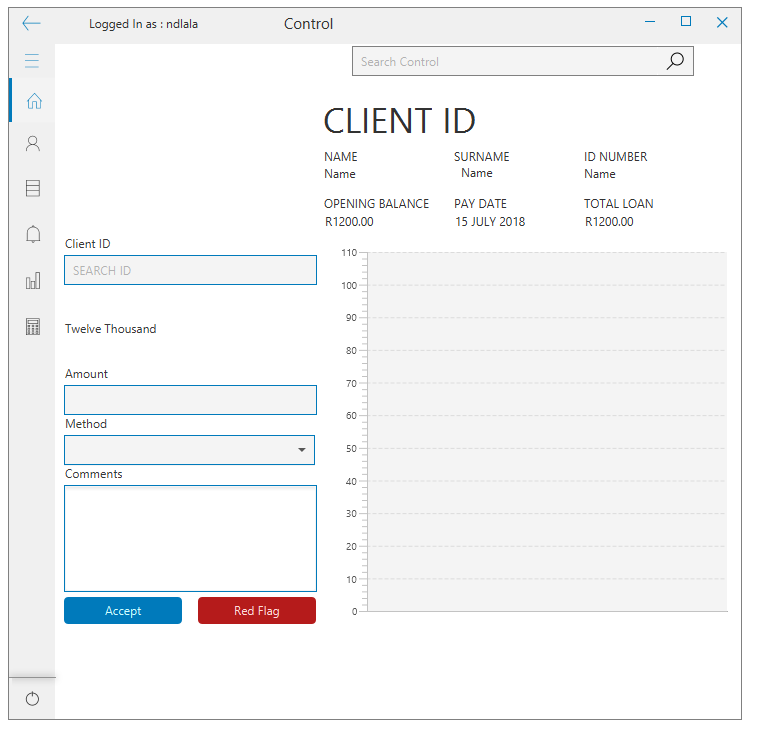 Logged In as : ndlala
Control
Search Control
CLIENT ID
NAME SURNAME ID NUMBER
Name Name Name
OPENING BALANCE PAY DATE TOTAL LOAN
R1200.00 15 JULY 2018 R1200.00
Client ID
SEARCH ID
Twelve Thousand
Amount
Method
Comments
Accept Red Flag
110
100
90
80
70
60
50
40
30
20
10
0